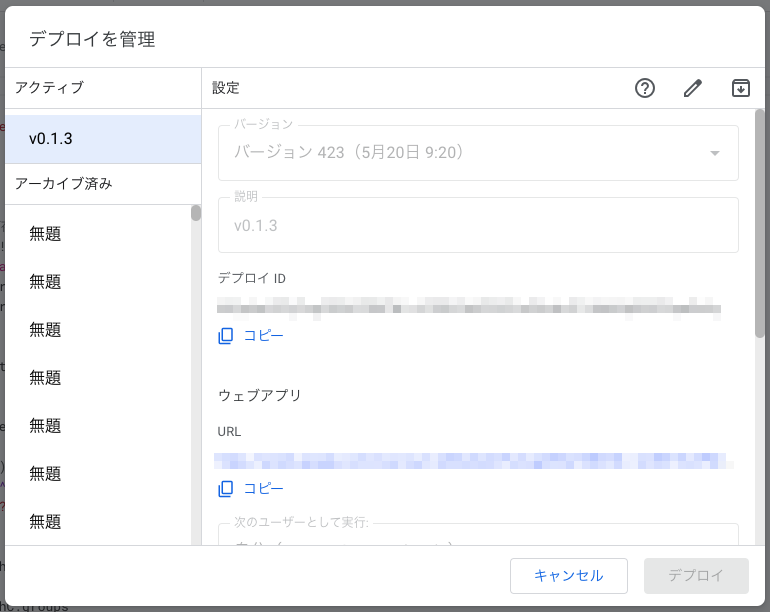 デプロイを管理
アクティブ
設定
v0.1.3
アーカイブ済み
無題
無題
無題
無題
無題
無題
無題
バージョン
バージョン 423（5月20日 9:20）
説明
v0.1.3
デプロイ ID
コピー
ウェブアプリ
URL
コピー
次のユーザーとして実行:
キャンセル
デプロイ